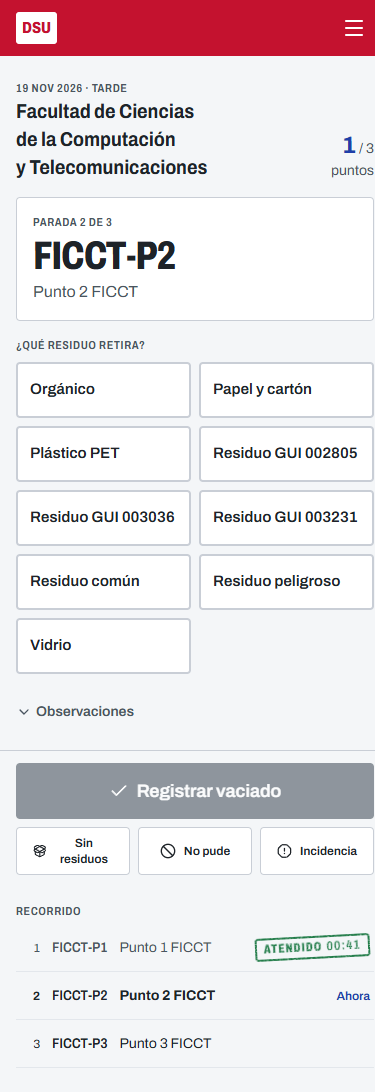 DSU
19 NOV 2026 · TARDE
Facultad de Ciencias
de la Computación
y Telecomunicaciones
1 / 3
puntos
PARADA 2 DE 3
FICCT-P2
Punto 2 FICCT
¿QUÉ RESIDUO RETIRA?
Orgánico
Papel y cartón
Plástico PET
Residuo GUI 002805
Residuo GUI 003036
Residuo GUI 003231
Residuo común
Residuo peligroso
Vidrio
Observaciones
Registrar vaciado
Sin
residuos
No pude
Incidencia
RECORRIDO
1 FICCT-P1 Punto 1 FICCT ATENDIDO 00:41
2 FICCT-P2 Punto 2 FICCT Ahora
3 FICCT-P3 Punto 3 FICCT